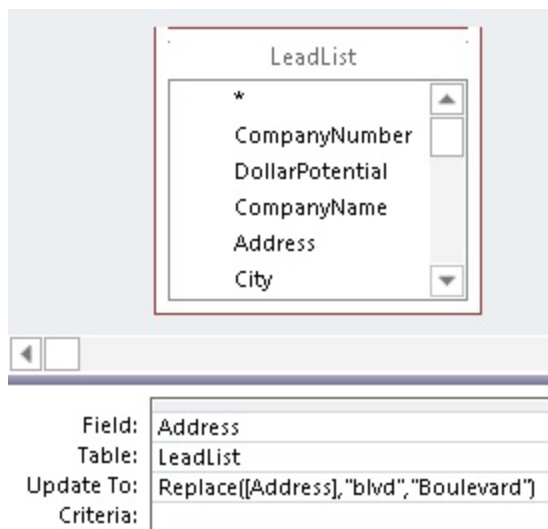 LeadList
*
CompanyNumber
DollarPotential
CompanyName
Address
City
Field: Address
Table: LeadList
Update To: Replace([Address],"blvd","Boulevard")
Criteria: